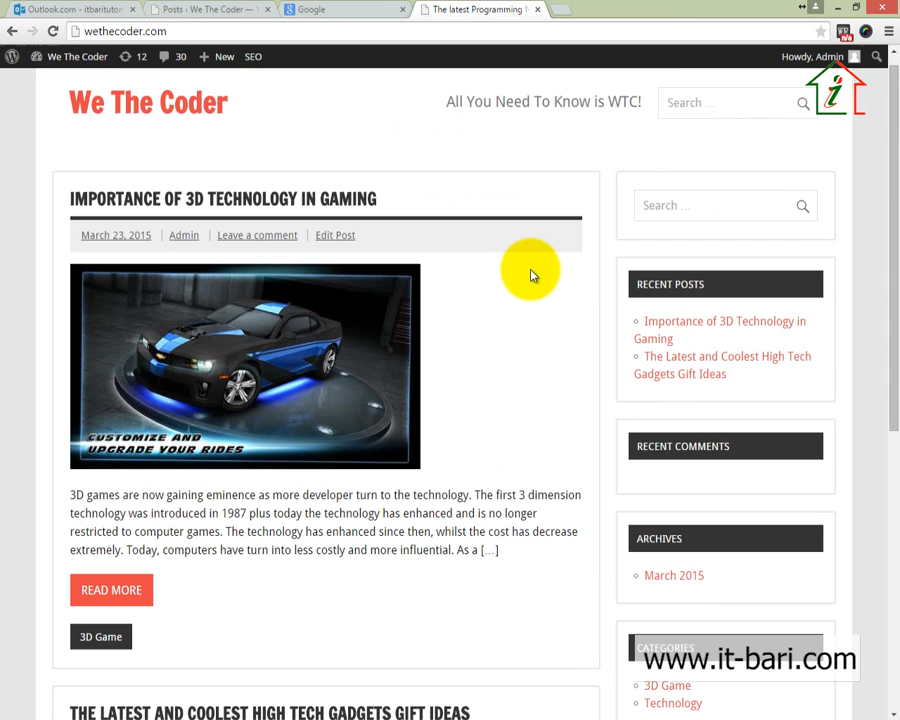 Outlook.com - itbaritutor
Posts ‹ We The Coder —
Google
The latest Programming
wethecoder.com
We The Coder
12
30
New
SEO
Howdy, Admin
We The Coder
All You Need To Know is WTC!
Search ...
IMPORTANCE OF 3D TECHNOLOGY IN GAMING
March 23, 2015
Admin
Leave a comment
Edit Post
CUSTOMIZE AND
UPGRADE YOUR RIDES
3D games are now gaining eminence as more developer turn to the technology. The first 3 dimension
technology was introduced in 1987 plus today the technology has enhanced and is no longer
restricted to computer games. The technology has enhanced since then, whilst the cost has decrease
extremely. Today, computers have turn into less costly and more influential. As a [...]
READ MORE
3D Game
THE LATEST AND COOLEST HIGH TECH GADGETS GIFT IDEAS
Search ...
RECENT POSTS
Importance of 3D Technology in
Gaming
The Latest and Coolest High Tech
Gadgets Gift Ideas
RECENT COMMENTS
ARCHIVES
March 2015
CATEGORIES
www.it-bari.com
3D Game
Technology